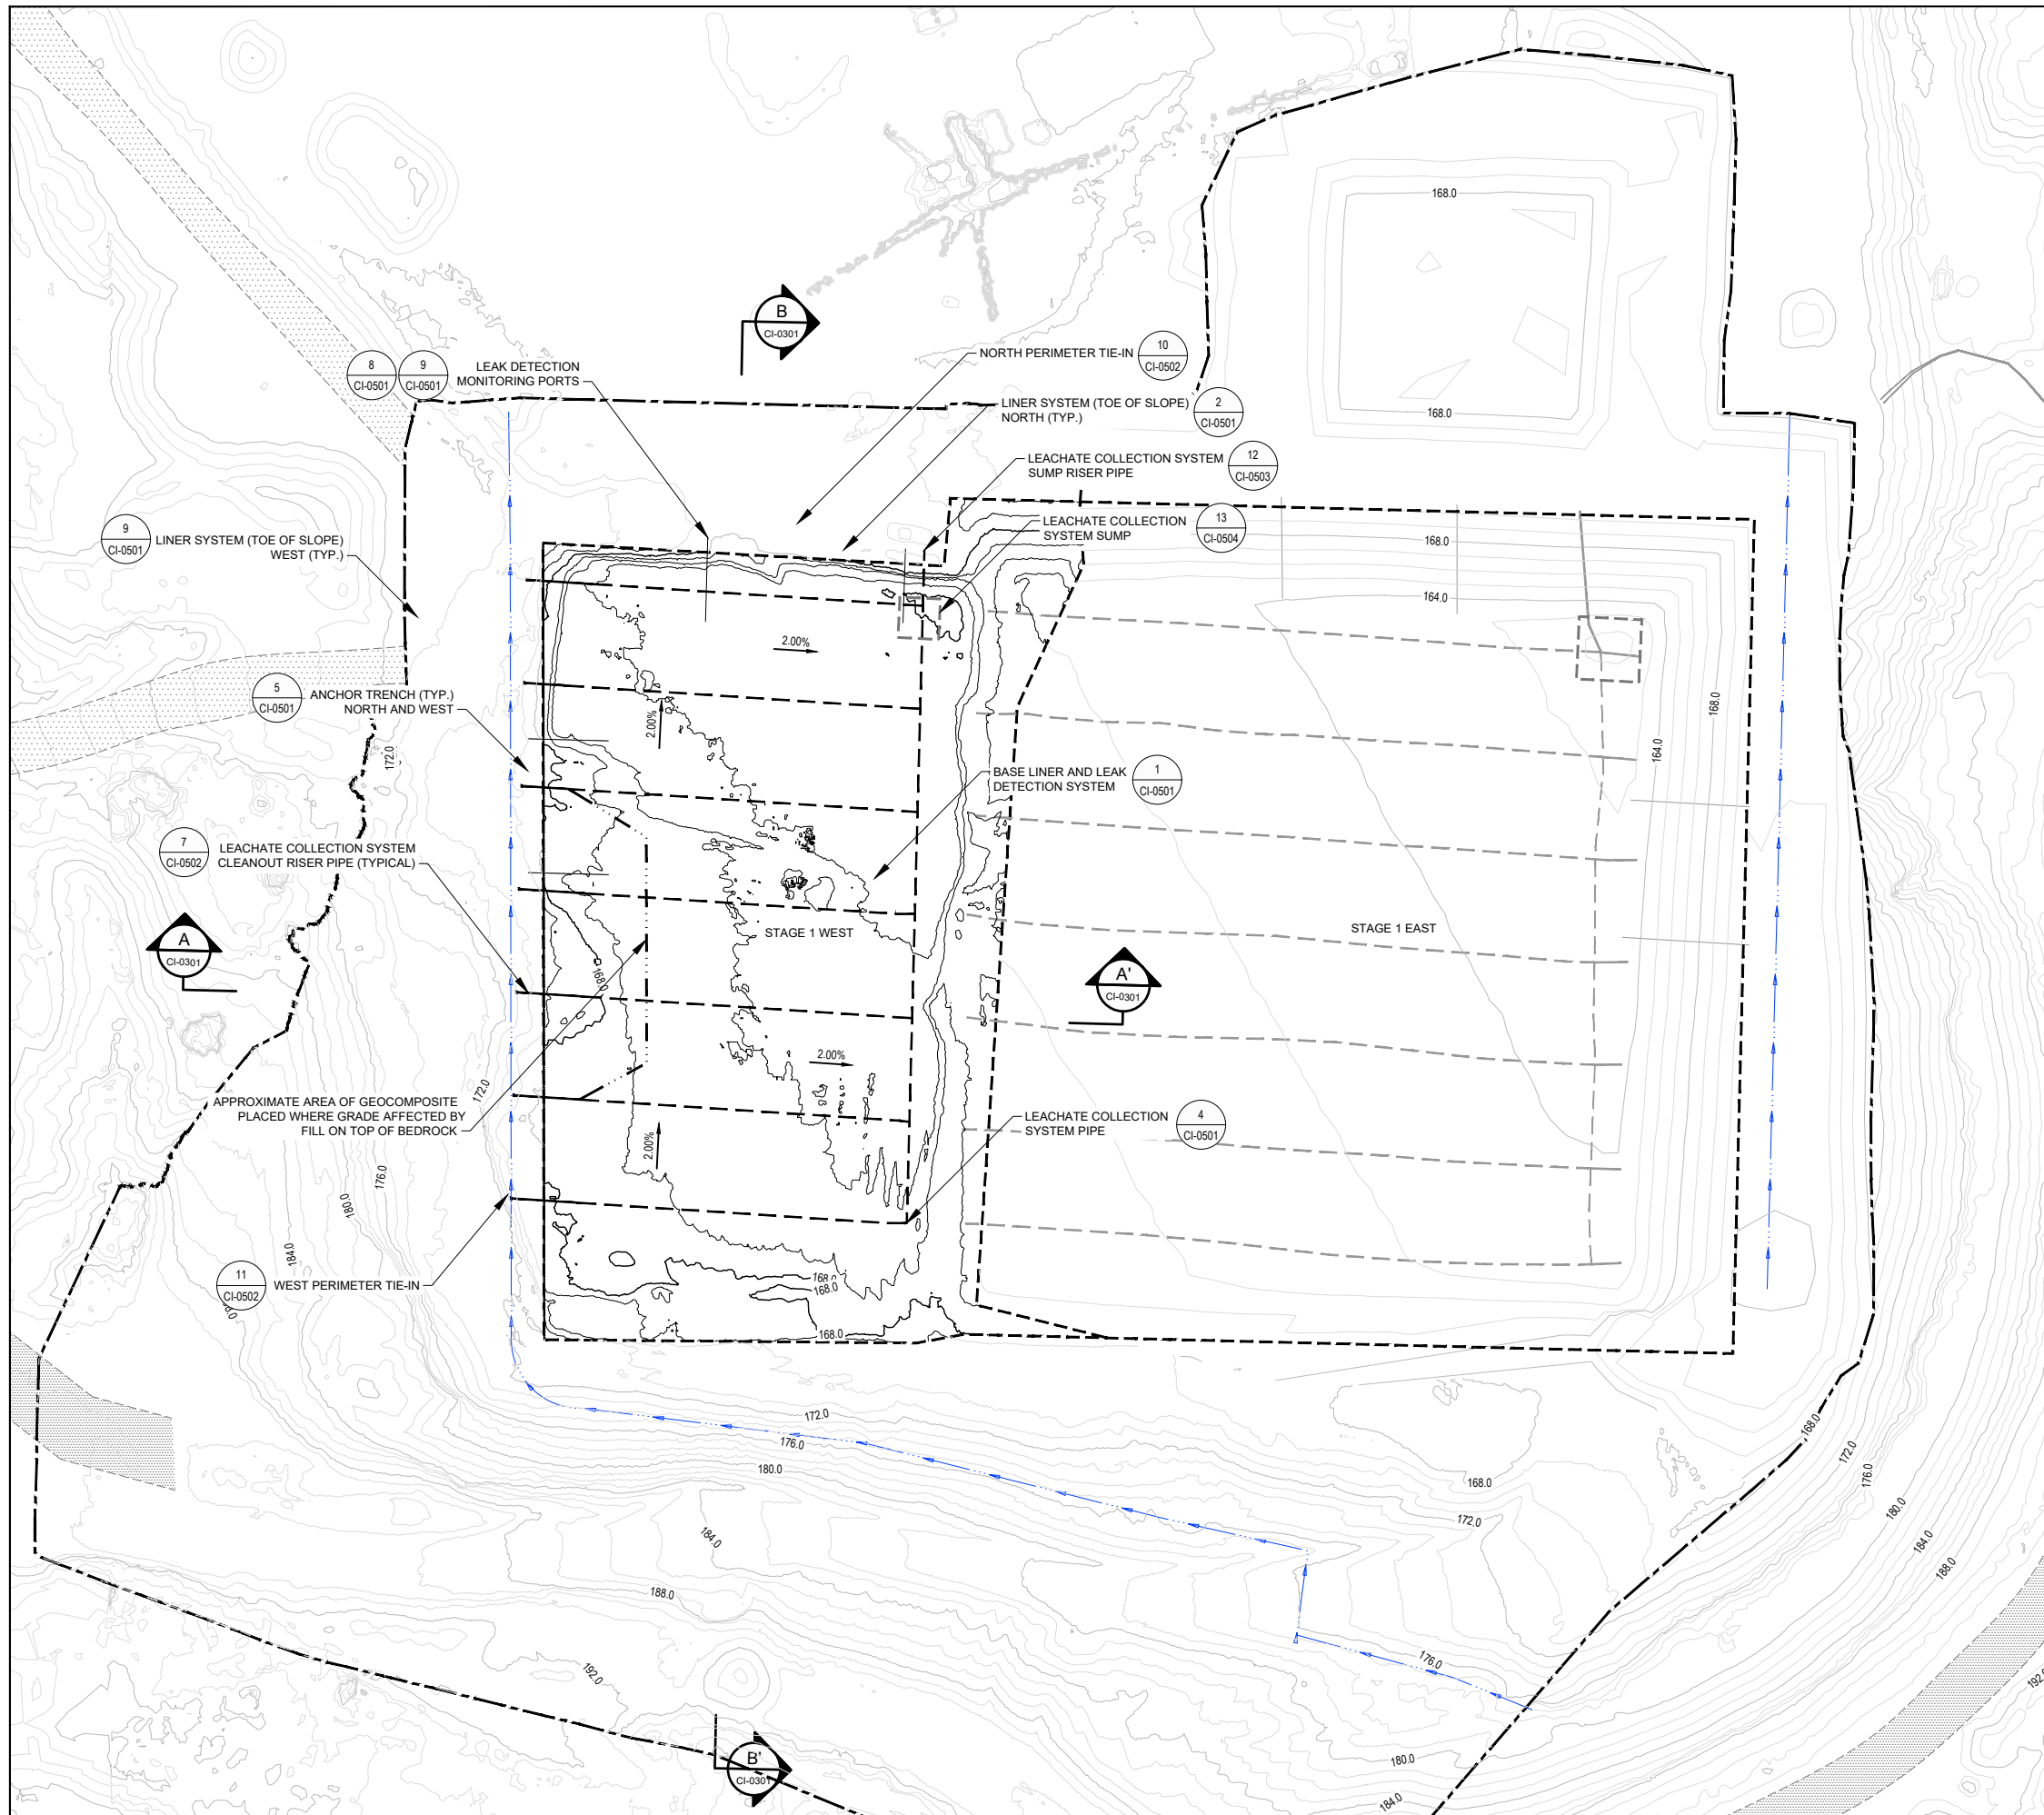 168.0
B
CI-0301
NORTH PERIMETER TIE-IN
10
CI-0502
8
CI-0501
9
CI-0501
LEAK DETECTION
MONITORING PORTS
LINER SYSTEM (TOE OF SLOPE)
NORTH (TYP.)
2
CI-0501
168.0
LEACHATE COLLECTION SYSTEM
SUMP RISER PIPE
12
CI-0503
9
CI-0501
LINER SYSTEM (TOE OF SLOPE)
WEST (TYP.)
LEACHATE COLLECTION
SYSTEM SUMP
13
CI-0504
168.0
164.0
2.00%
5
CI-0501
ANCHOR TRENCH (TYP.)
NORTH AND WEST
2.00%
168.0
164.0
172.0
BASE LINER AND LEAK
DETECTION SYSTEM
1
CI-0501
7
CI-0502
LEACHATE COLLECTION SYSTEM
CLEANOUT RISER PIPE (TYPICAL)
STAGE 1 WEST
STAGE 1 EAST
A
CI-0301
168.0
A'
CI-0301
2.00%
172.0
APPROXIMATE AREA OF GEOCOMPOSITE
PLACED WHERE GRADE AFFECTED BY
FILL ON TOP OF BEDROCK
LEACHATE COLLECTION
SYSTEM PIPE
4
CI-0501
2.00%
176.0
180.0
184.0
11
CI-0502
WEST PERIMETER TIE-IN
168.0
168.0
168.0
172.0
176.0
180.0
168.0
172.0
176.0
168.0
172.0
180.0
184.0
188.0
184.0
188.0
192.0
176.0
B'
CI-0301
180.0
184.0